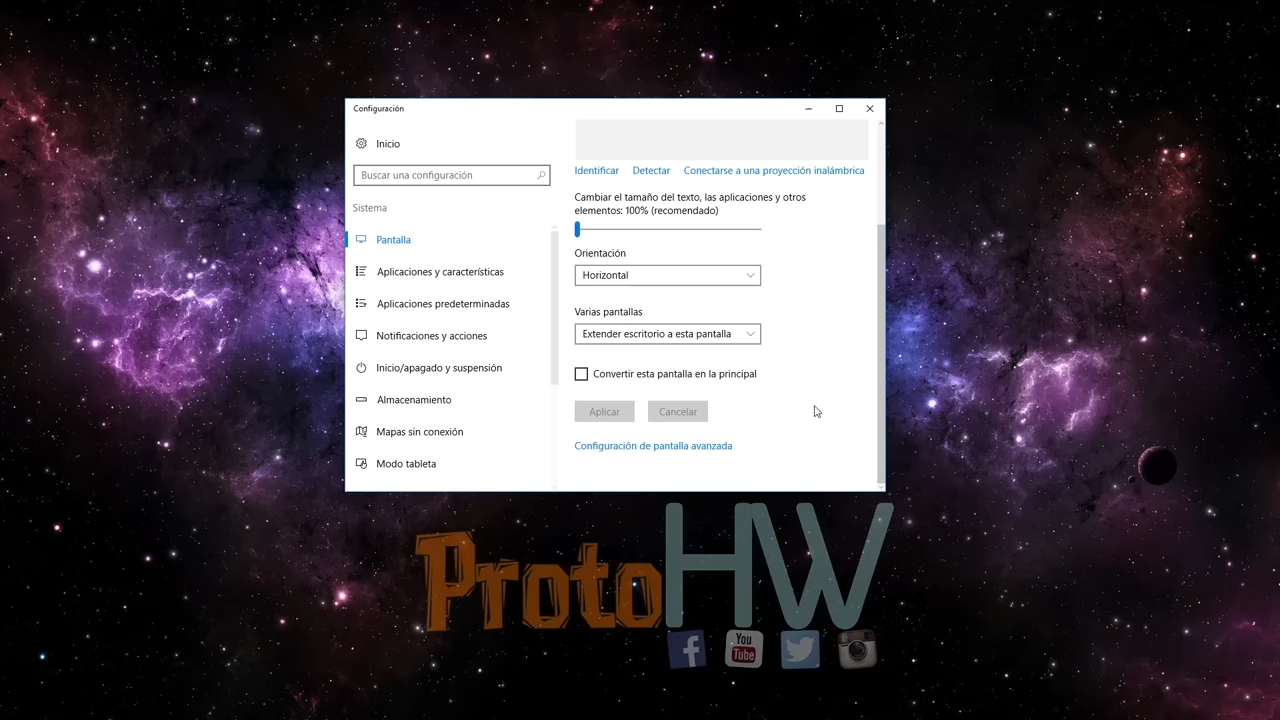 Configuración
Inicio
Buscar una configuración
Sistema
Pantalla
Aplicaciones y características
Aplicaciones predeterminadas
Notificaciones y acciones
Inicio/apagado y suspensión
Almacenamiento
Mapas sin conexión
Modo tableta
Identificar Detectar Conectarse a una proyección inalámbrica
Cambiar el tamaño del texto, las aplicaciones y otros
elementos: 100% (recomendado)
Orientación
Horizontal
Varias pantallas
Extender escritorio a esta pantalla
Convertir esta pantalla en la principal
Aplicar Cancelar
Configuración de pantalla avanzada
ProtoHW
f You
Tube